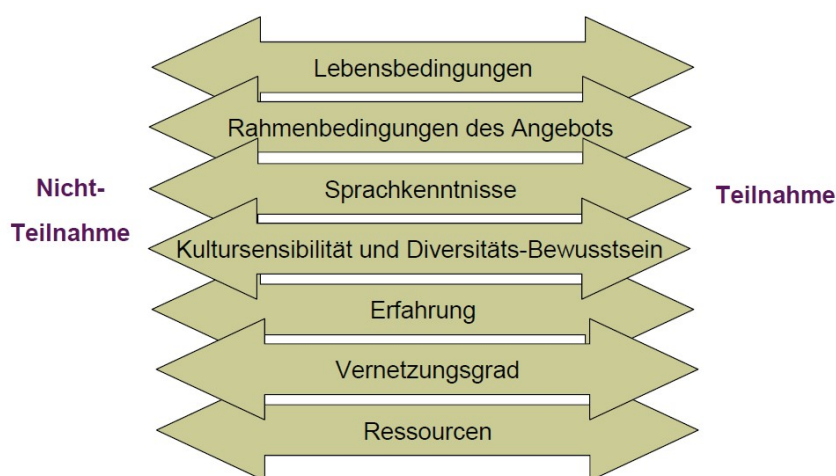 Lebensbedingungen
Rahmenbedingungen des Angebots
Nicht-
Teilnahme
Sprachkenntnisse
Teilnahme
Kultursensibilität und Diversitäts-Bewusstsein
Erfahrung
Vernetzungsgrad
Ressourcen